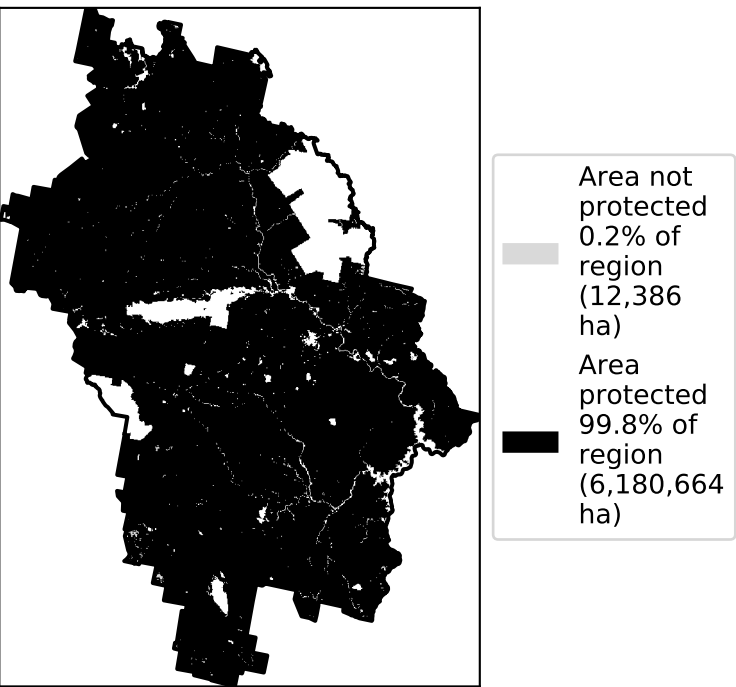 Area not
protected
0.2% of
region
(12,386
ha)
Area
protected
99.8% of
region
(6,180,664
ha)